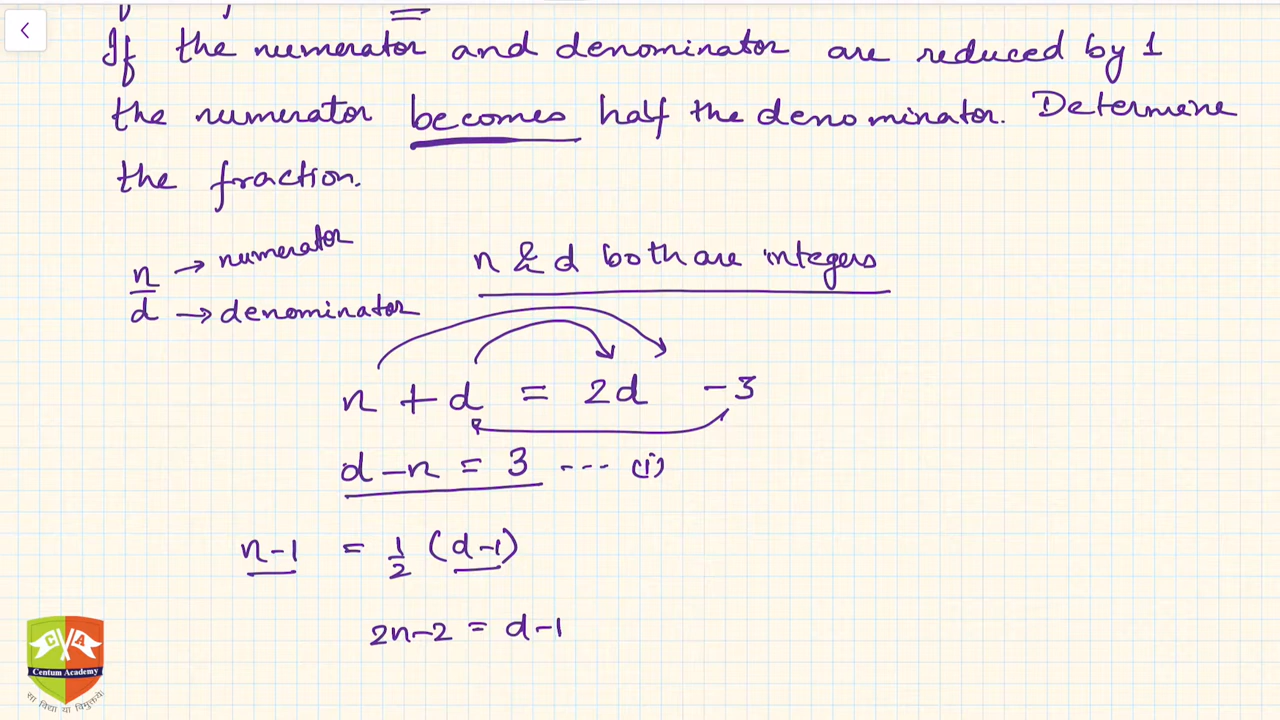 If the numerator and denominator are reduced by 1
the numerator becomes half the denominator. Determine
the fraction.
n → numerator
d → denominator
n & d both are integers
n + d = 2d - 3
d - n = 3 --- (i)
n-1 = 1/2 (d-1)
2n-2 = d-1
C A
Centum Academy
सा विद्या या विमुक्तये